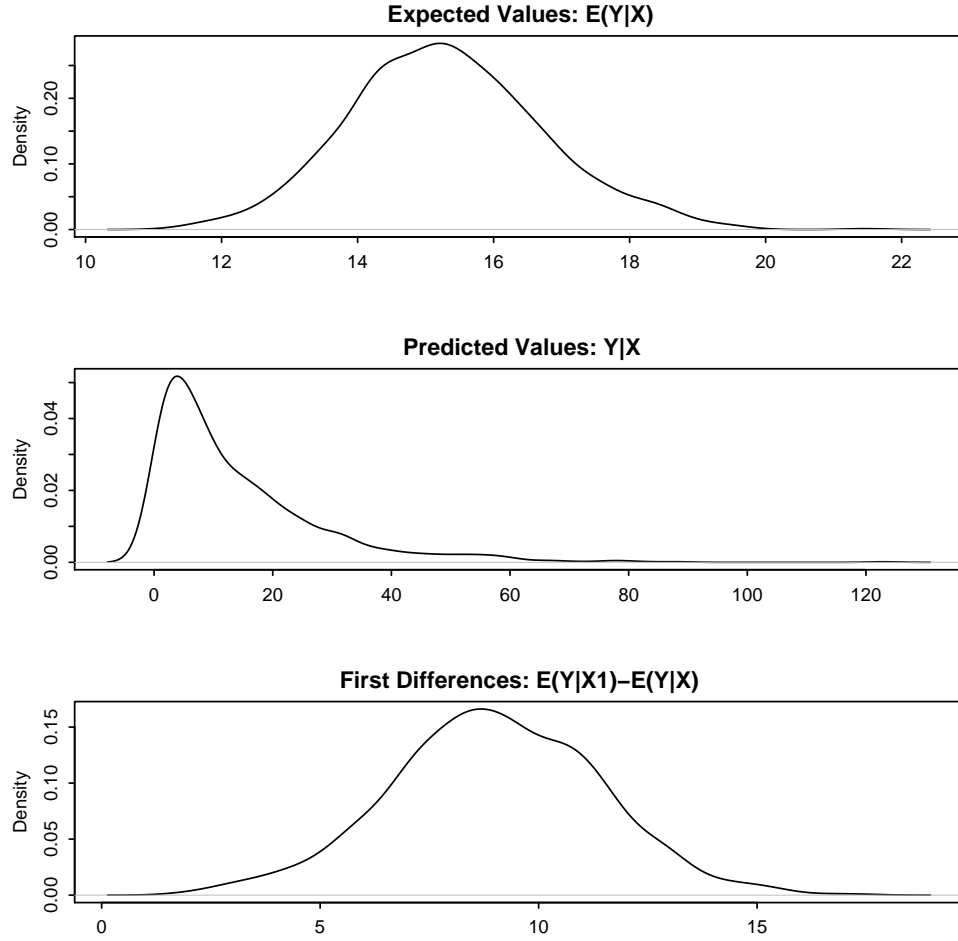 Expected Values: E(Y|X)
Density
0.00 0.10 0.20
10 12 14 16 18 20 22
Predicted Values: Y|X
Density
0.00 0.02 0.04
0 20 40 60 80 100 120
First Differences: E(Y|X1)−E(Y|X)
Density
0.00 0.05 0.10 0.15
0 5 10 15